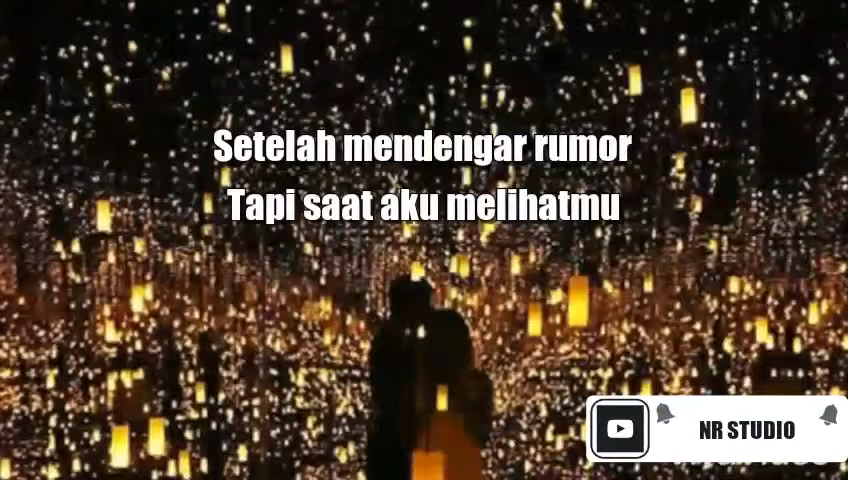 Setelah mendengar rumor
Tapi saat aku melihatmu
NR STUDIO